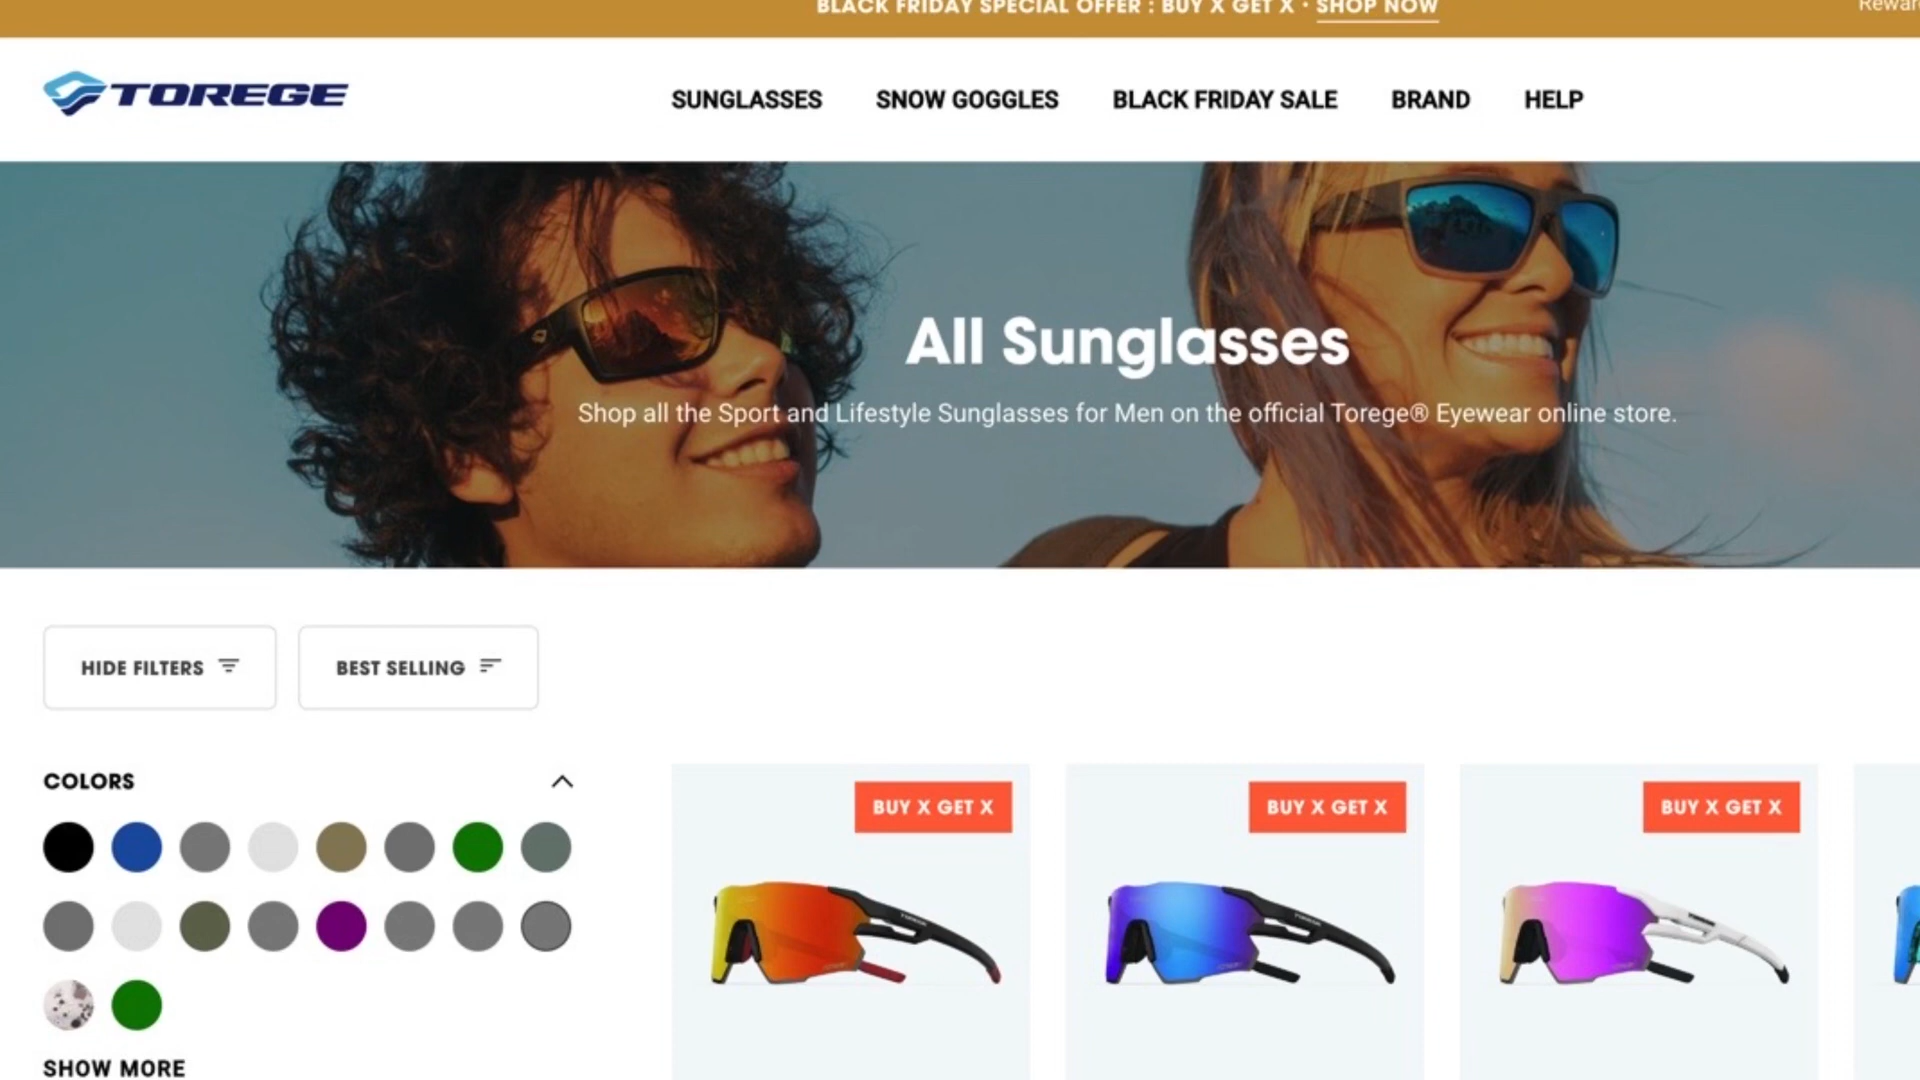 BLACK FRIDAY SPECIAL OFFER : BUY X GET X · SHOP NOW
TOREGE
SUNGLASSES
SNOW GOGGLES
BLACK FRIDAY SALE
BRAND
HELP
All Sunglasses
Shop all the Sport and Lifestyle Sunglasses for Men on the official Torege® Eyewear online store.
HIDE FILTERS
BEST SELLING
COLORS
BUY X GET X
BUY X GET X
BUY X GET X
SHOW MORE